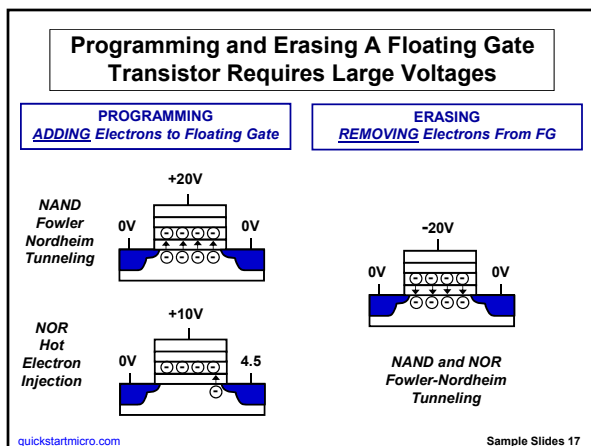 Programming and Erasing A Floating Gate
Transistor Requires Large Voltages
PROGRAMMING
ADDING Electrons to Floating Gate
NAND
Fowler
Nordheim
Tunneling
+20V
0V
0V
- - - -
- - - -
NOR
Hot
Electron
Injection
+10V
0V
4.5
- - - -
-
ERASING
REMOVING Electrons From FG
-20V
0V
0V
- - - -
- - - -
NAND and NOR
Fowler-Nordheim
Tunneling
quickstartmicro.com
Sample Slides 17